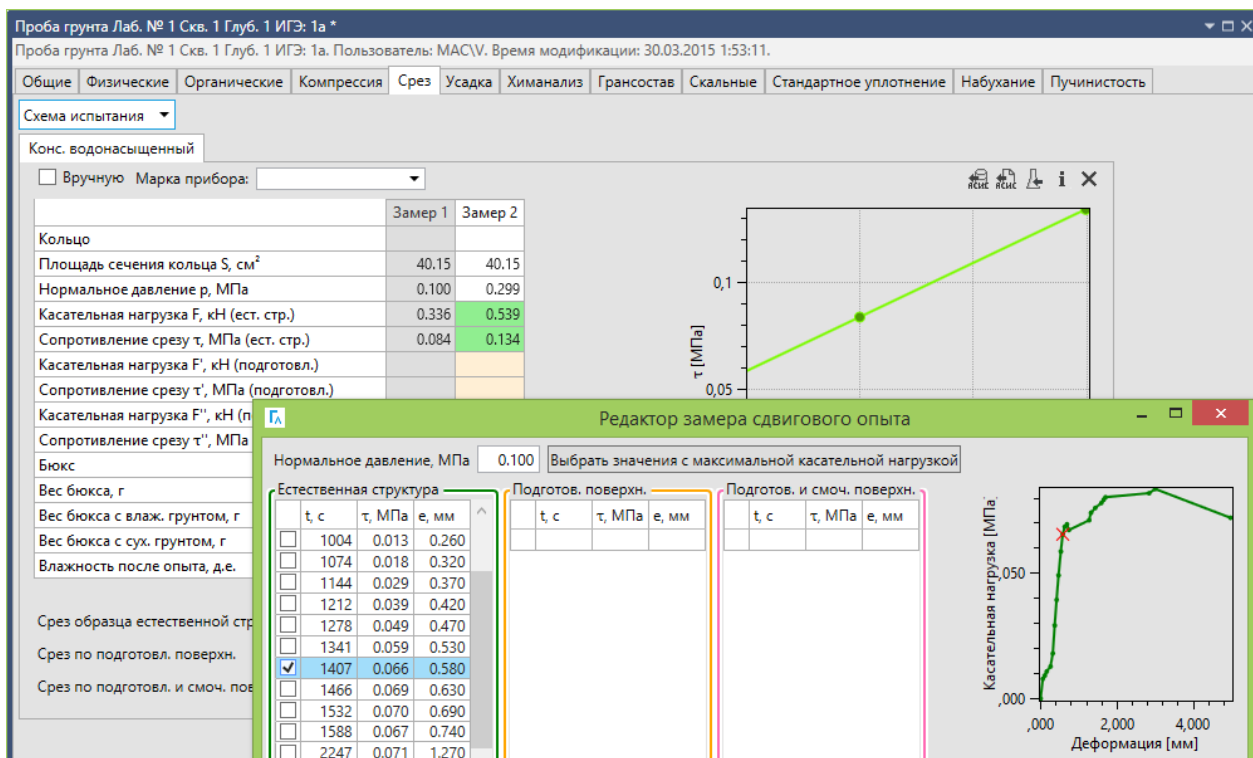 Проба грунта Лаб. № 1 Скв. 1 Глуб. 1 ИГЭ: 1а *
Проба грунта Лаб. № 1 Скв. 1 Глуб. 1 ИГЭ: 1а. Пользователь: MAC\V. Время модификации: 30.03.2015 1:53:11.
Общие Физические Органические Компрессия Срез Усадка Химанализ Грансостав Скальные Стандартное уплотнение Набухание Пучинистость
Схема испытания
Конс. водонасыщенный
Вручную Марка прибора:
АСИС АСИС i
Замер 1 Замер 2
Кольцо
Площадь сечения кольца S, см² 40.15 40.15
Нормальное давление p, МПа 0.100 0.299
Касательная нагрузка F, кН (ест. стр.) 0.336 0.539
Сопротивление срезу τ, МПа (ест. стр.) 0.084 0.134
Касательная нагрузка F', кН (подготовл.)
Сопротивление срезу τ', МПа (подготовл.)
Касательная нагрузка F'', кН (п
Сопротивление срезу τ'', МПа
Бюкс
Вес бюкса, г
Вес бюкса с влаж. грунтом, г
Вес бюкса с сух. грунтом, г
Влажность после опыта, д.е.
Срез образца естественной стр
Срез по подготовл. поверхн.
Срез по подготовл. и смоч. пов
τ [МПа]
0,1
0,05
Редактор замера сдвигового опыта
Нормальное давление, МПа 0.100 Выбрать значения с максимальной касательной нагрузкой
Естественная структура
t, с τ, МПа e, мм
1004 0.013 0.260
1074 0.018 0.320
1144 0.029 0.370
1212 0.039 0.420
1278 0.049 0.470
1341 0.059 0.530
1407 0.066 0.580
1466 0.069 0.630
1532 0.070 0.690
1588 0.067 0.740
2247 0.071 1.270
Подготов. поверхн.
t, с τ, МПа e, мм
Подготов. и смоч. поверхн.
t, с τ, МПа e, мм
Касательная нагрузка [МПа]
,050
,000
,000 2,000 4,000
Деформация [мм]